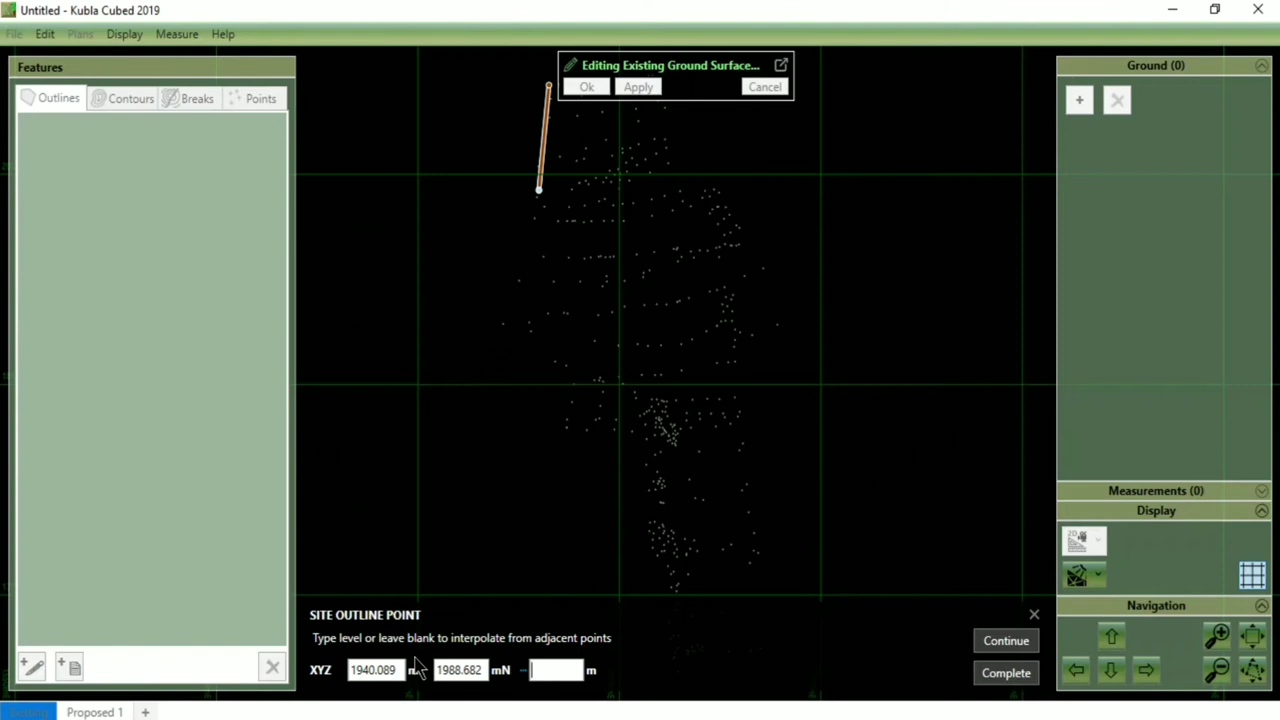 Untitled - Kubla Cubed 2019
File Edit Plans Display Measure Help
Features
Outlines Contours Breaks Points
Editing Existing Ground Surface...
Ok Apply Cancel
Ground (0)
Measurements (0)
Display
2D
Navigation
SITE OUTLINE POINT
Type level or leave blank to interpolate from adjacent points
XYZ 1940.089 1988.682 mN m
Continue
Complete
Proposed 1